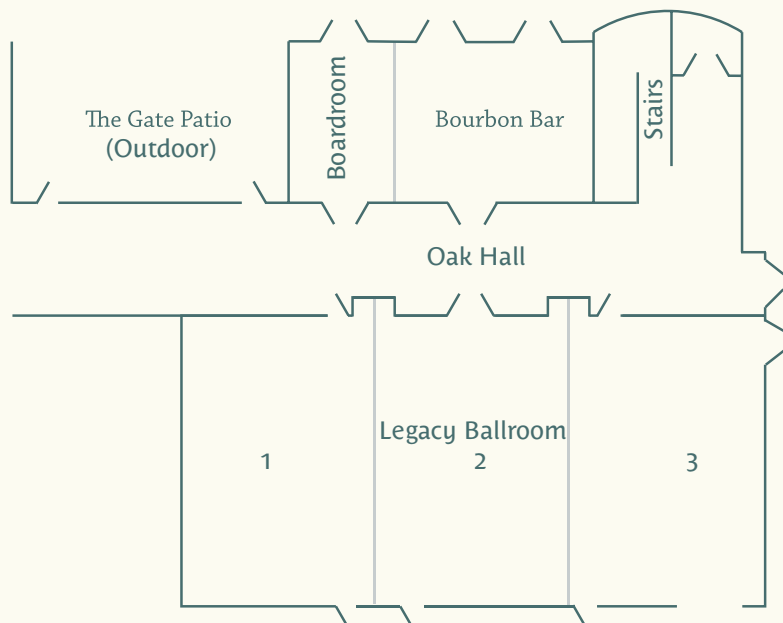 The Gate Patio
(Outdoor)
Boardroom
Bourbon Bar
Stairs
Oak Hall
Legacy Ballroom
1
2
3